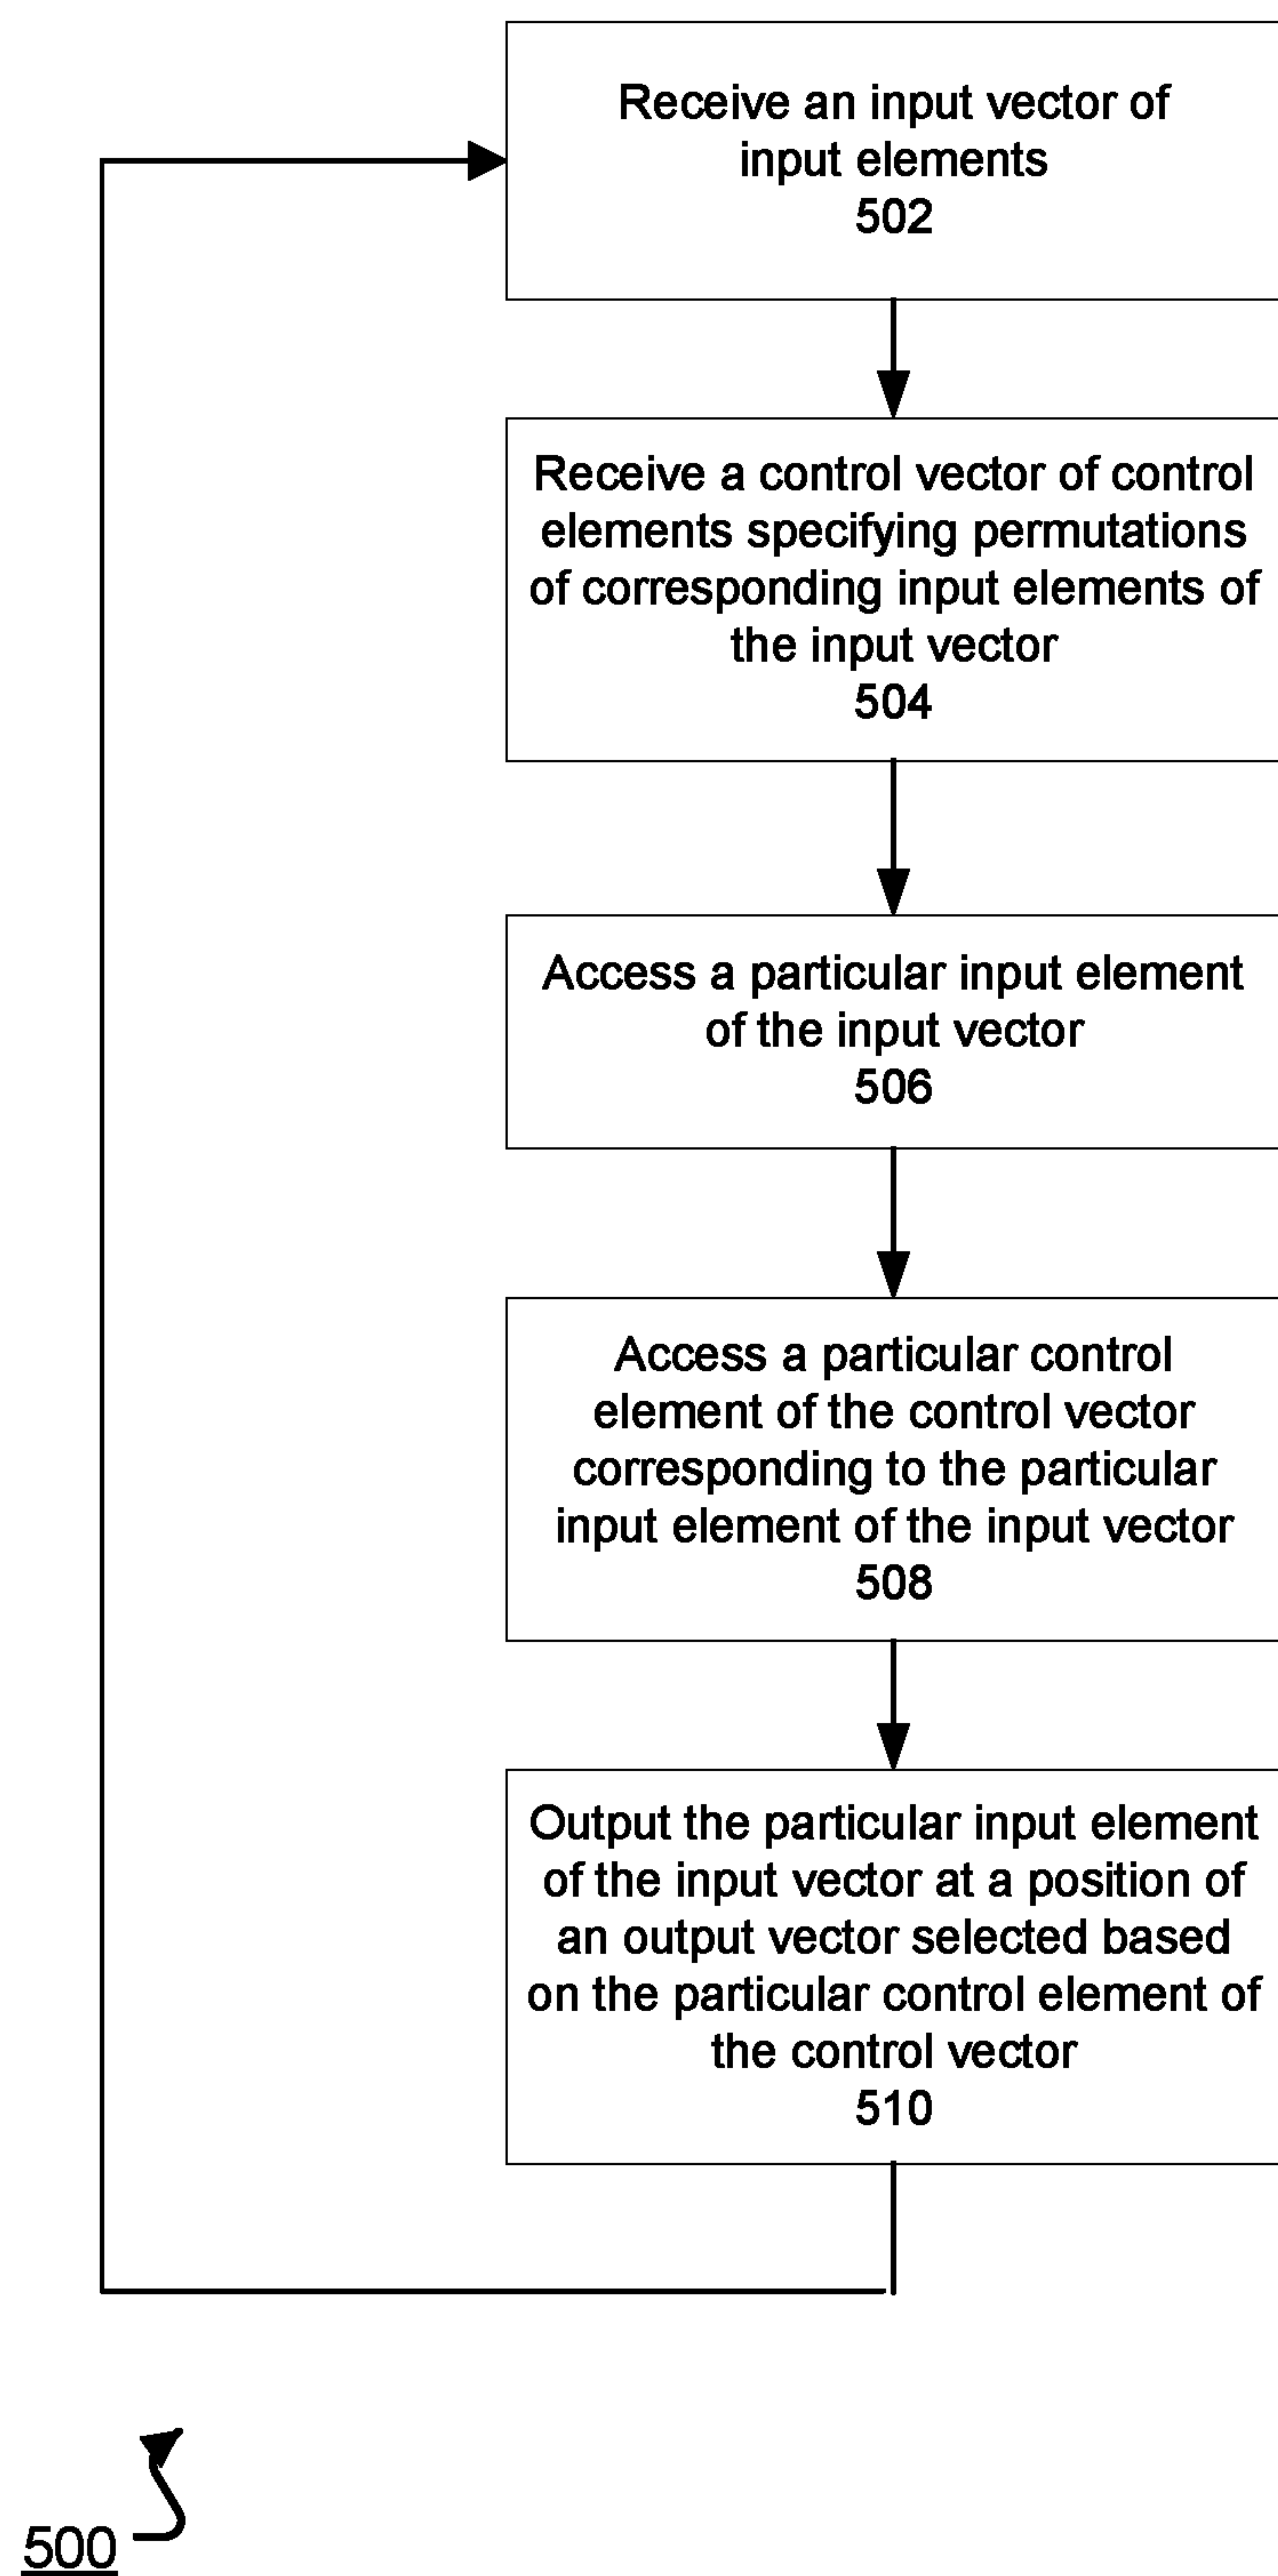 Receive an input vector of
input elements
502
Receive a control vector of control
elements specifying permutations
of corresponding input elements of
the input vector
504
Access a particular input element
of the input vector
506
Access a particular control
element of the control vector
corresponding to the particular
input element of the input vector
508
Output the particular input element
of the input vector at a position of
an output vector selected based
on the particular control element of
the control vector
510
500